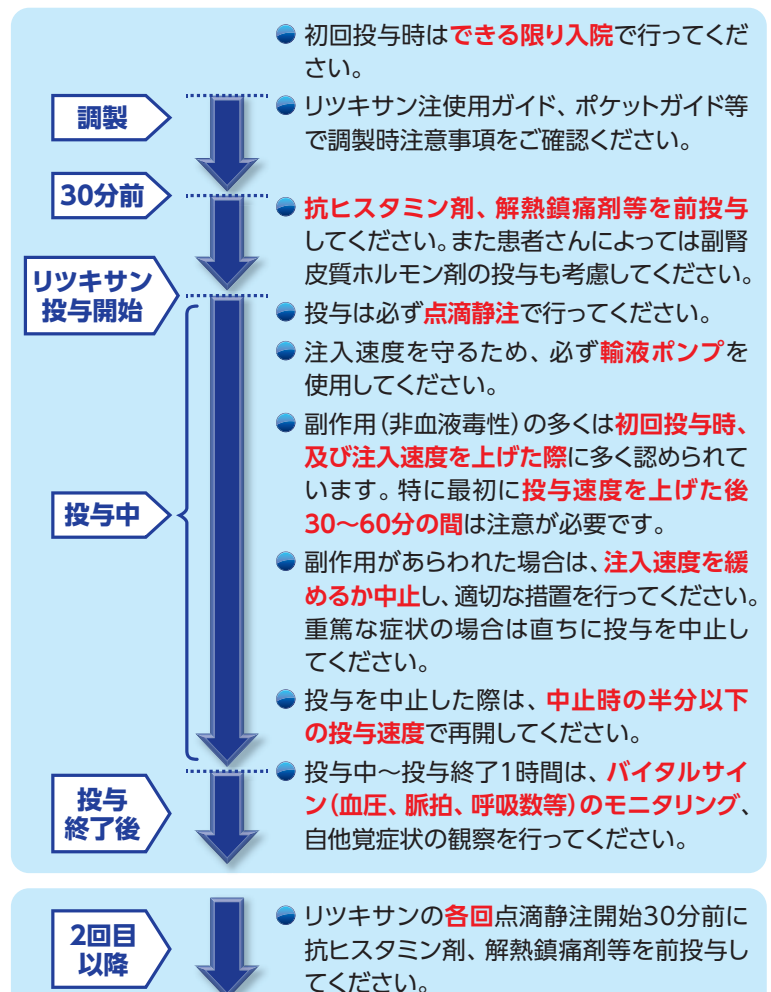 ● 初回投与時はできる限り入院で行ってくだ
さい。
調製
● リツキサン注使用ガイド、ポケットガイド等
で調製時注意事項をご確認ください。
30分前
● 抗ヒスタミン剤、解熱鎮痛剤等を前投与
してください。また患者さんによっては副腎
皮質ホルモン剤の投与も考慮してください。
リツキサン
投与開始
● 投与は必ず点滴静注で行ってください。
● 注入速度を守るため、必ず輸液ポンプを
使用してください。
● 副作用(非血液毒性)の多くは初回投与時、
及び注入速度を上げた際に多く認められて
います。特に最初に投与速度を上げた後
30〜60分の間は注意が必要です。
投与中
● 副作用があらわれた場合は、注入速度を緩
めるか中止し、適切な措置を行ってください。
重篤な症状の場合は直ちに投与を中止し
てください。
● 投与を中止した際は、中止時の半分以下
の投与速度で再開してください。
投与
終了後
● 投与中〜投与終了1時間は、バイタルサイ
ン(血圧、脈拍、呼吸数等)のモニタリング、
自他覚症状の観察を行ってください。
2回目
以降
● リツキサンの各回点滴静注開始30分前に
抗ヒスタミン剤、解熱鎮痛剤等を前投与し
てください。